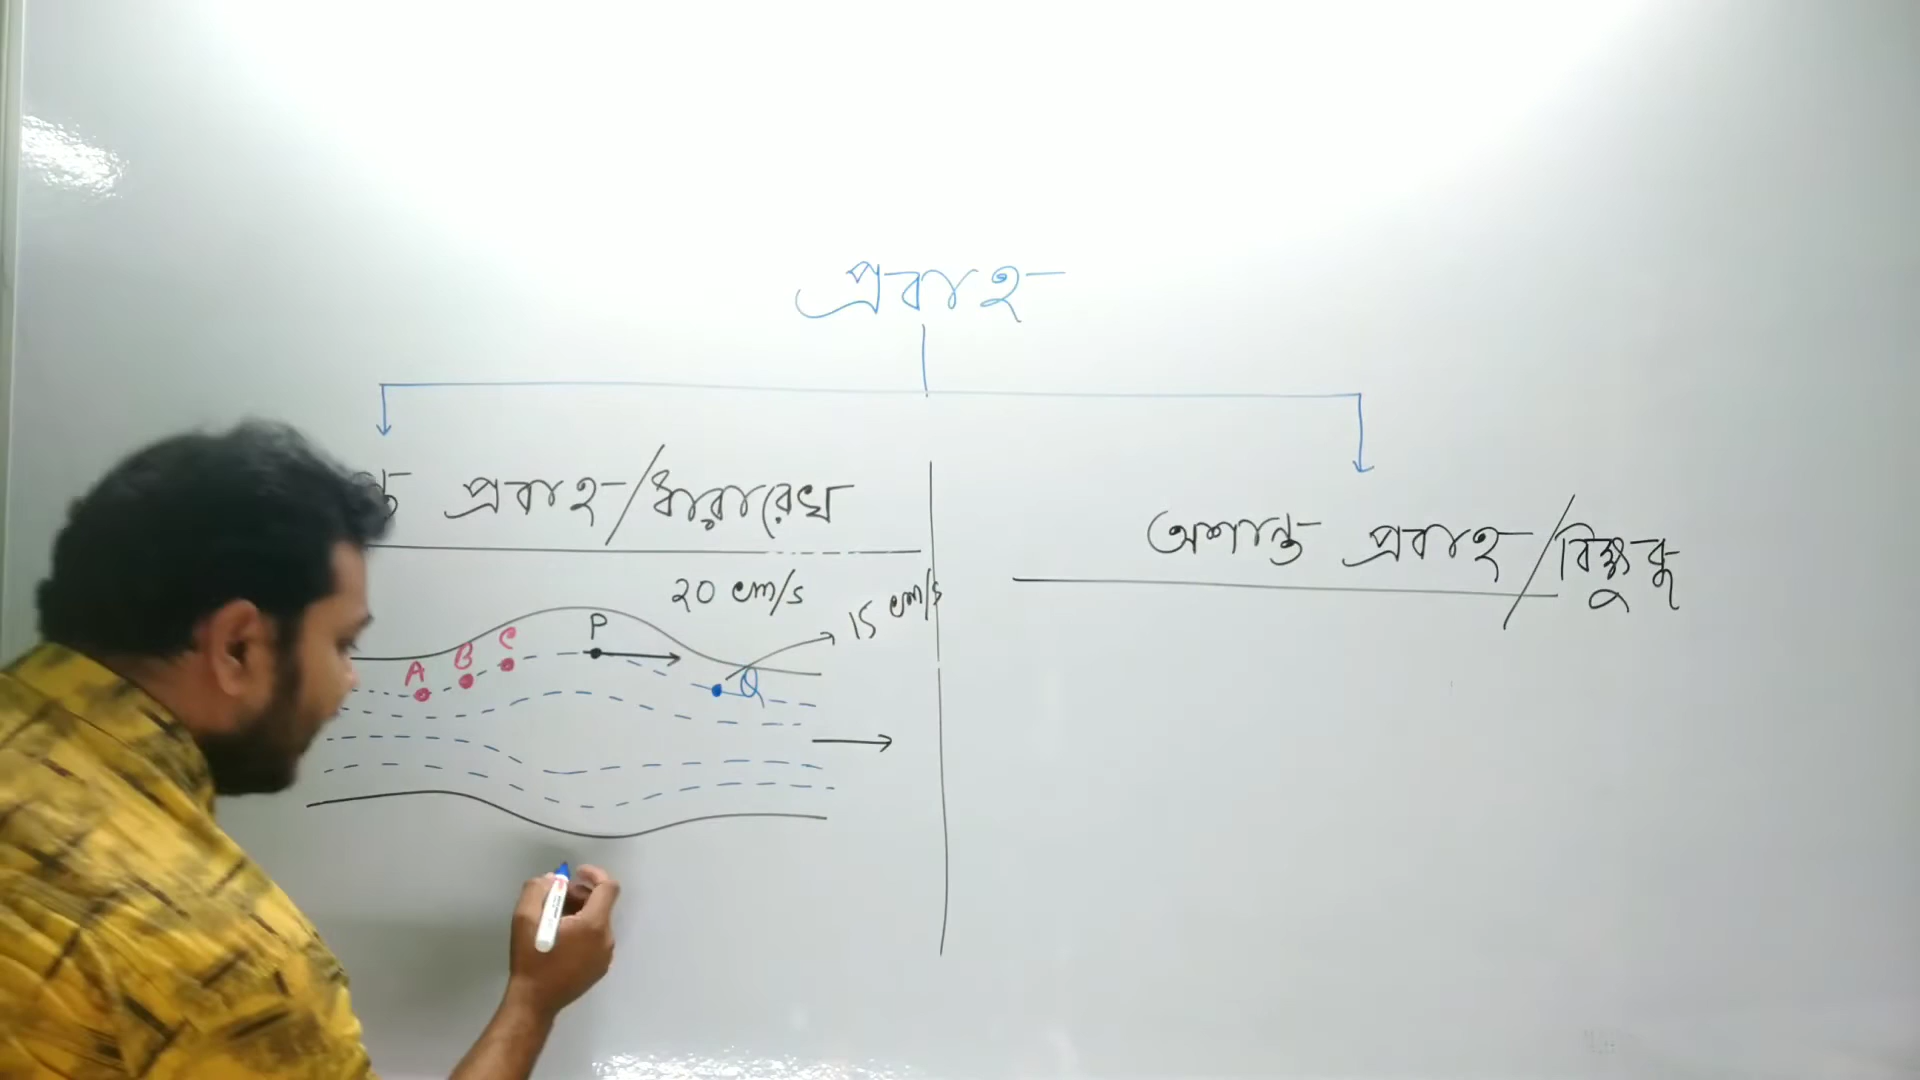 প্রবাহ
প্রবাহ/ধারারেখ
অশান্ত প্রবাহ/বিক্ষুব্ধ
20 cm/s
15 cm/s
P
A B C
Q